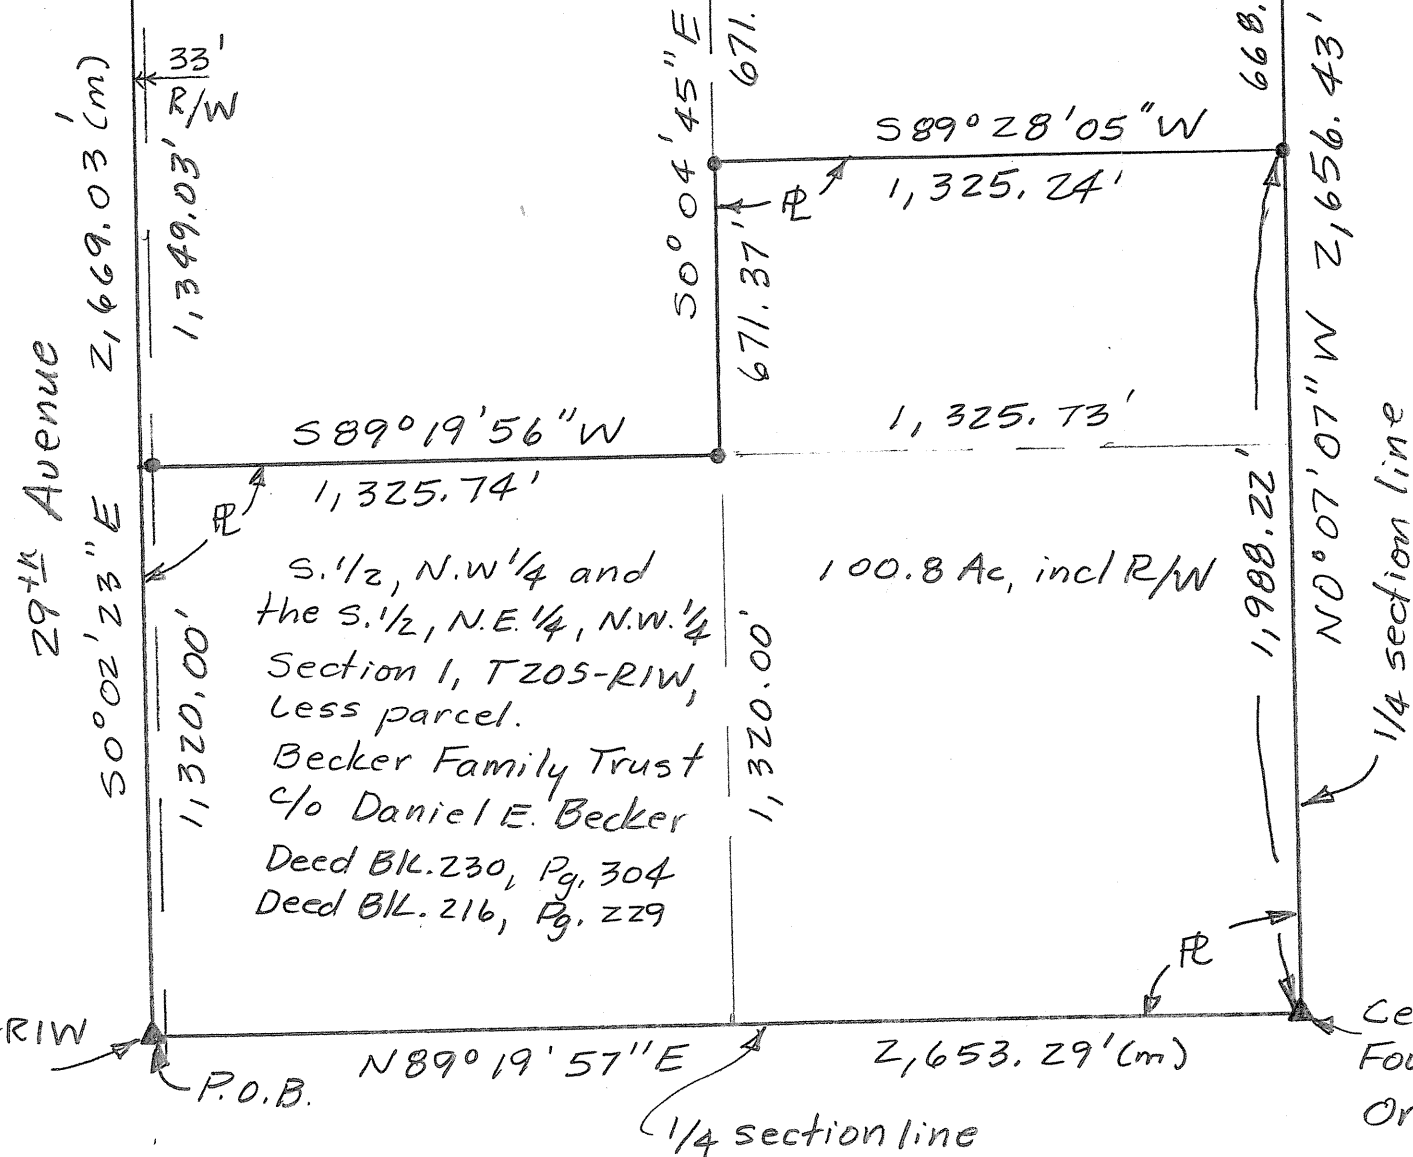 33'
R/W
29th Avenue
2,669.03'(m)
1,349.03'
S0°02'23"E
1,320.00'
S0°04'45"E
671.
671.37'
668.
S89°28'05"W
1,325.24'
PL
N0°07'07"W 2,656.43'
1,988.22'
1/4 section line
S89°19'56"W
1,325.74'
PL
1,325.73'
S.1/2, N.W 1/4 and
the S.1/2, N.E.1/4, N.W.1/4
Section 1, T20S-R1W,
Less parcel.
Becker Family Trust
c/o Daniel E. Becker
Deed BK.230, Pg. 304
Deed BK. 216, Pg. 229
100.8 Ac, incl R/W
1,320.00'
PL
-R1W
P.O.B.
N89°19'57"E
2,653.29'(m)
1/4 section line
Ce
Fou
Or